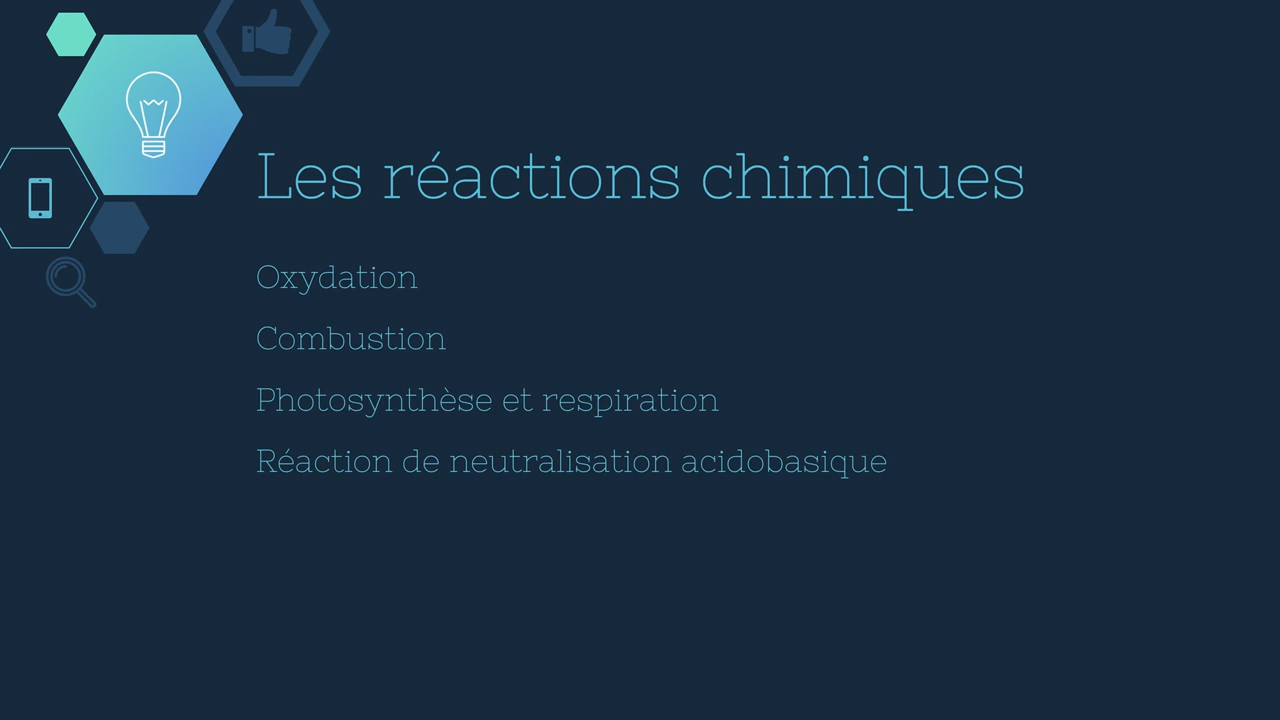 Les réactions chimiques
Oxydation
Combustion
Photosynthèse et respiration
Réaction de neutralisation acidobasique